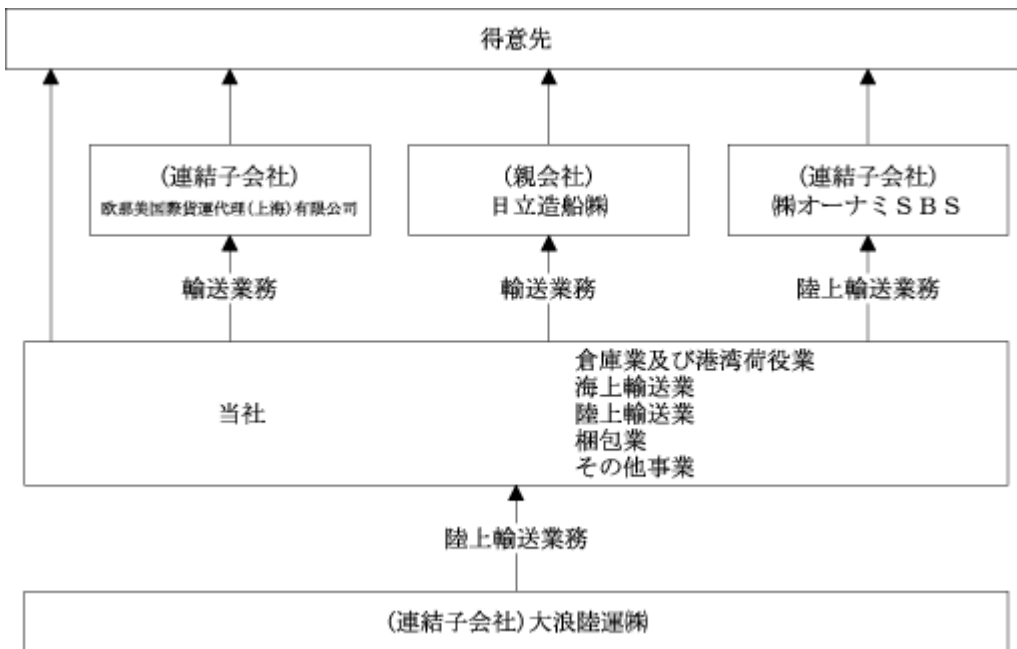 得意先
(連結子会社)
欧那美国際貨運代理(上海)有限公司
(親会社)
日立造船㈱
(連結子会社)
㈱オーナミSBS
輸送業務
輸送業務
陸上輸送業務
当社
倉庫業及び港湾荷役業
海上輸送業
陸上輸送業
梱包業
その他事業
陸上輸送業務
(連結子会社)大浪陸運㈱